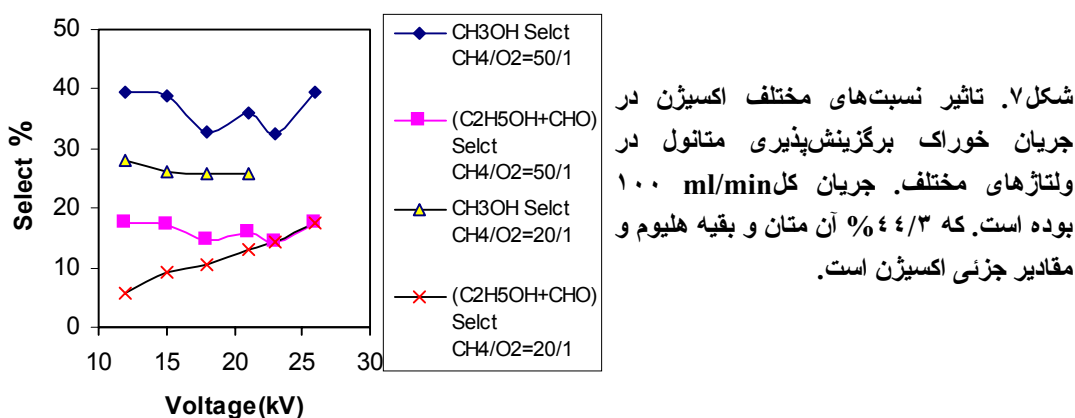 50
40
30
20
10
0
Select %
10 15 20 25 30
Voltage(kV)
CH3OH Selct
CH4/O2=50/1
(C2H5OH+CHO)
Selct
CH4/O2=50/1
CH3OH Selct
CH4/O2=20/1
(C2H5OH+CHO)
Selct
CH4/O2=20/1
شکل۷. تاثیر نسبت‌های مختلف اکسیژن در
جریان خوراک برگزینش‌پذیری متانول در
ولتاژهای مختلف. جریان کلml/min ۱۰۰
بوده است. که ۴۴/۳% آن متان و بقیه هلیوم و
مقادیر جزئی اکسیژن است.